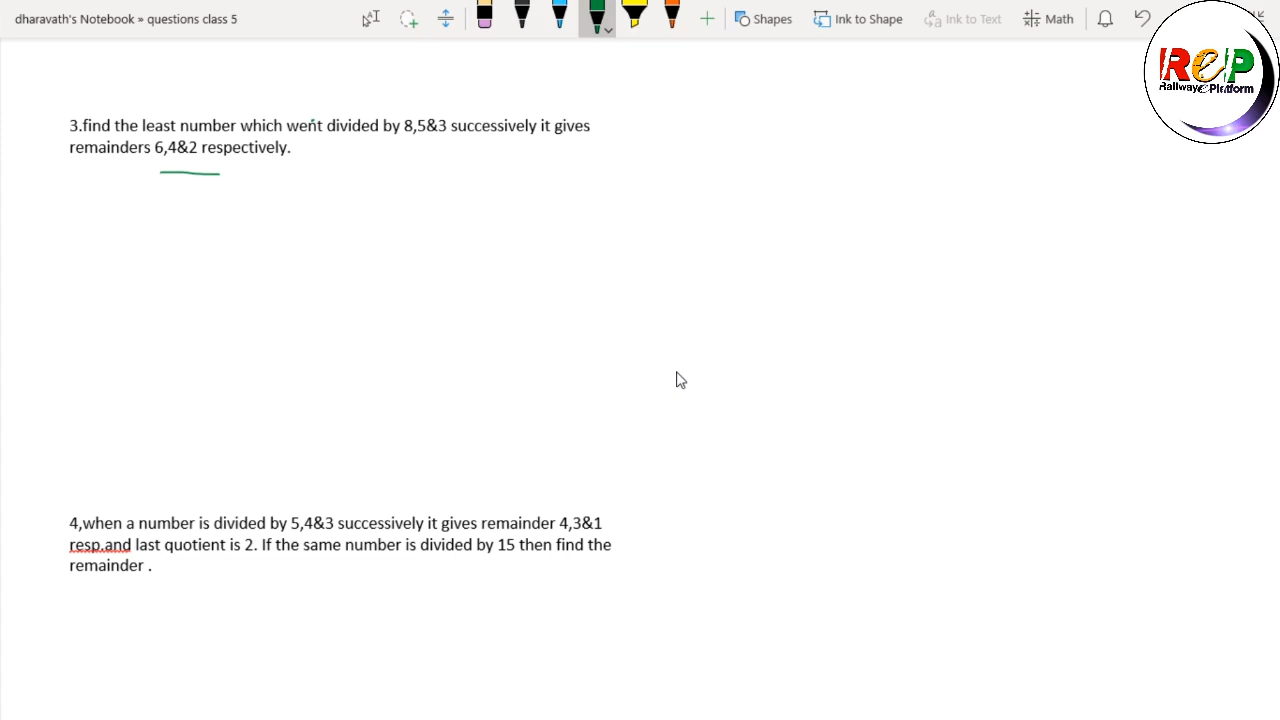 dharavath's Notebook » questions class 5
Shapes
Ink to Shape
Ink to Text
Math
ReP
Railways Platform
3.find the least number which went divided by 8,5&3 successively it gives
remainders 6,4&2 respectively.
4,when a number is divided by 5,4&3 successively it gives remainder 4,3&1
resp.and last quotient is 2. If the same number is divided by 15 then find the
remainder .